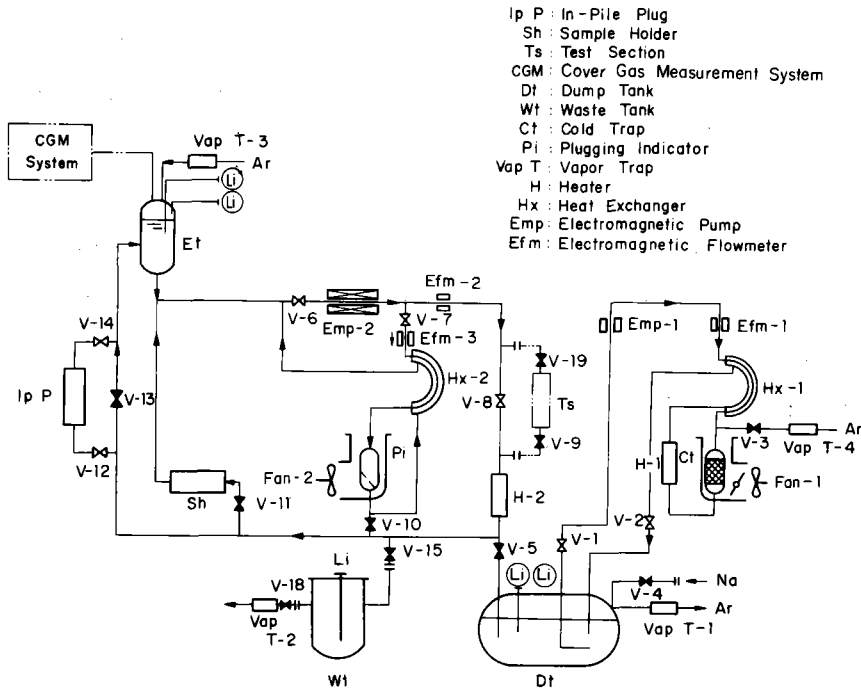 Ip P : In-Pile Plug
Sh : Sample Holder
Ts : Test Section
CGM : Cover Gas Measurement System
Dt : Dump Tank
Wt : Waste Tank
Ct : Cold Trap
Pi : Plugging Indicator
Vap T : Vapor Trap
H : Heater
Hx : Heat Exchanger
Emp : Electromagnetic Pump
Efm : Electromagnetic Flowmeter
CGM
System
Vap T-3
Ar
Li
Li
Et
V-14
Ip P
V-13
V-12
Sh
V-11
V-6
Emp-2
Efm-2
V-7
Efm-3
Hx-2
V-8
V-19
Ts
V-9
Pi
Fan-2
H-2
V-10
V-15
V-5
Emp-1
Efm-1
Hx-1
V-3
Ar
Vap
T-4
H-1
Ct
Fan-1
V-1
V-2
Li
V-18
Vap
T-2
Wt
Li
Li
Na
V-4
Ar
Vap T-1
Dt